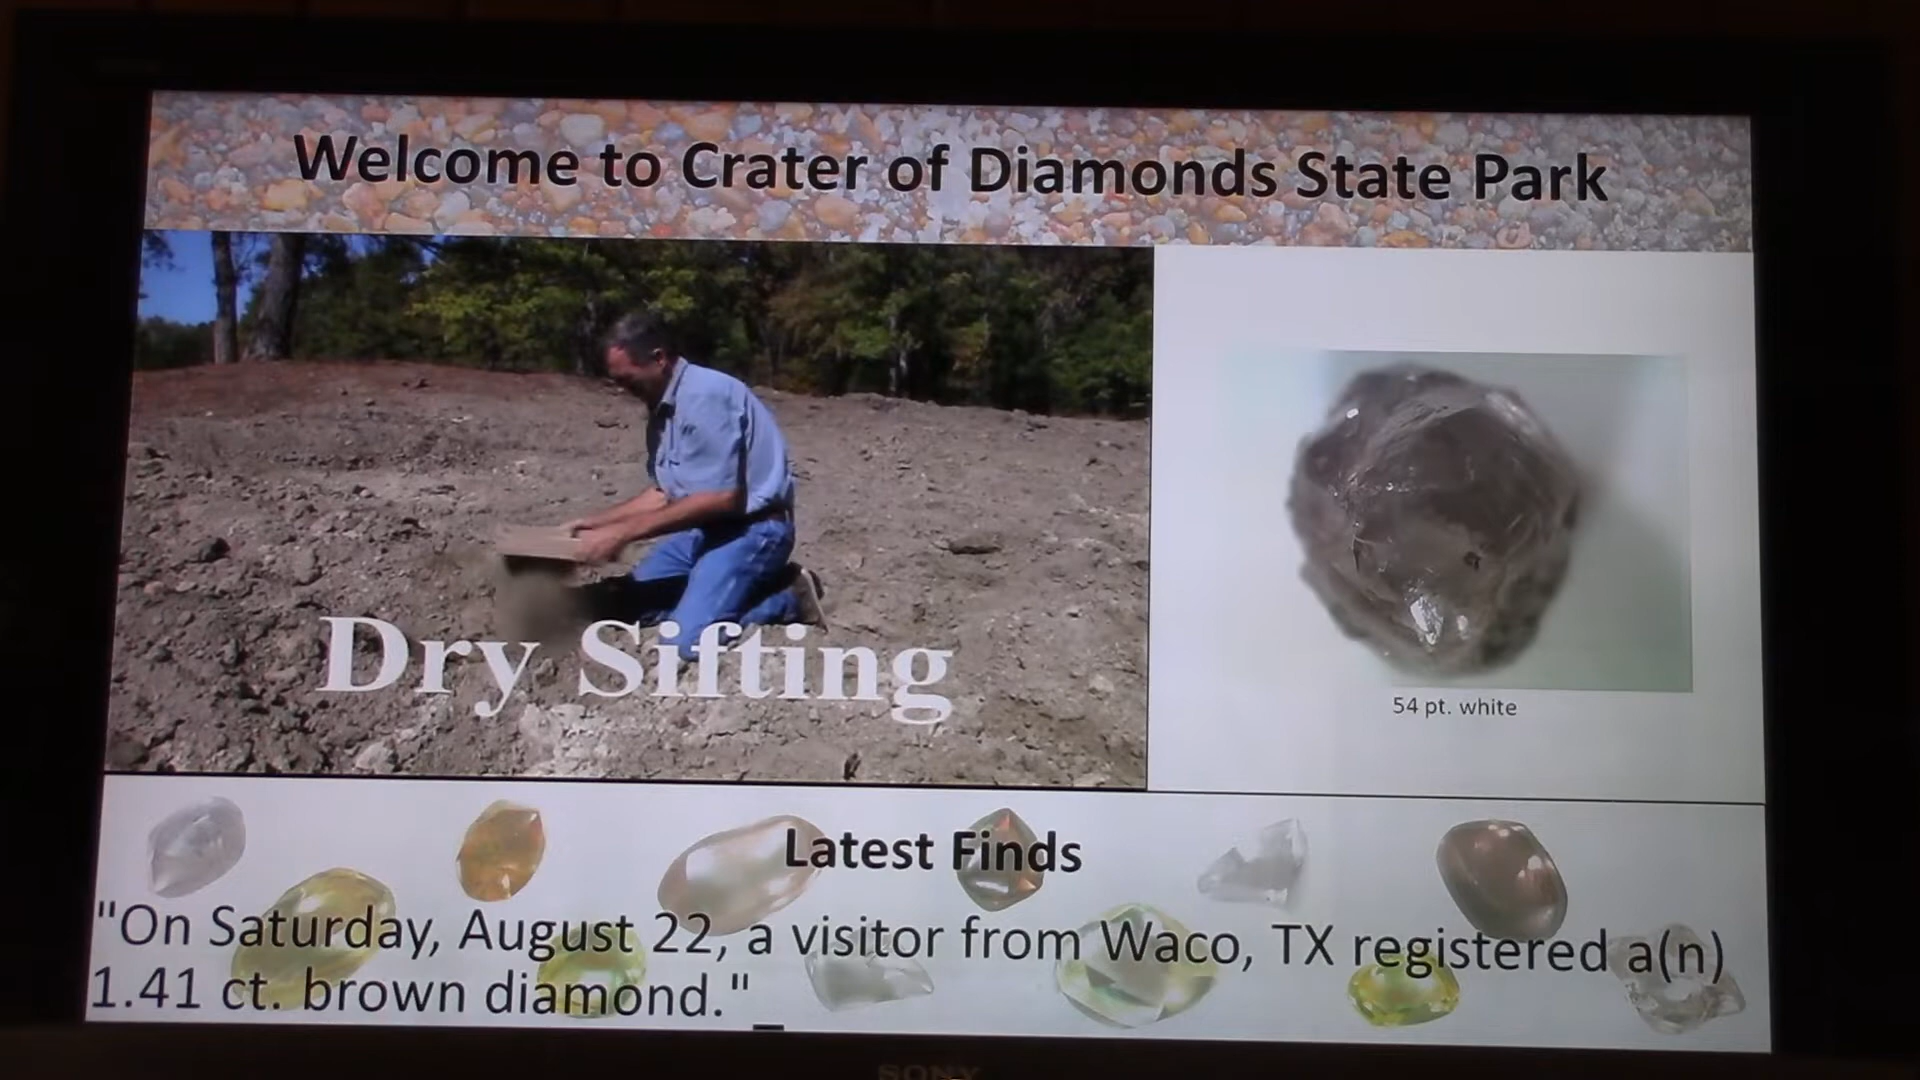 Welcome to Crater of Diamonds State Park
Dry Sifting
54 pt. white
Latest Finds
"On Saturday, August 22, a visitor from Waco, TX registered a(n)
1.41 ct. brown diamond."
SONY